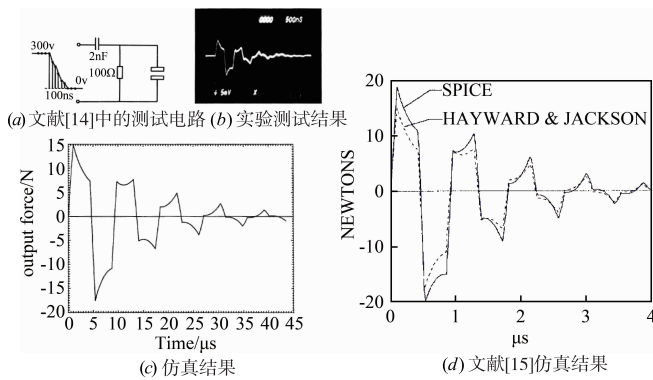 300v
2nF
100Ω
0v
100ns
500nS
5mV
X
(a) 文献[14]中的测试电路 (b) 实验测试结果
output force/N
15
10
5
0
-5
-10
-15
-20
0 5 10 15 20 25 30 35 40 45
Time/μs
(c) 仿真结果
NEWTONS
20
10
0
-10
-20
SPICE
HAYWARD & JACKSON
0 1 2 3 4
μs
(d) 文献[15]仿真结果